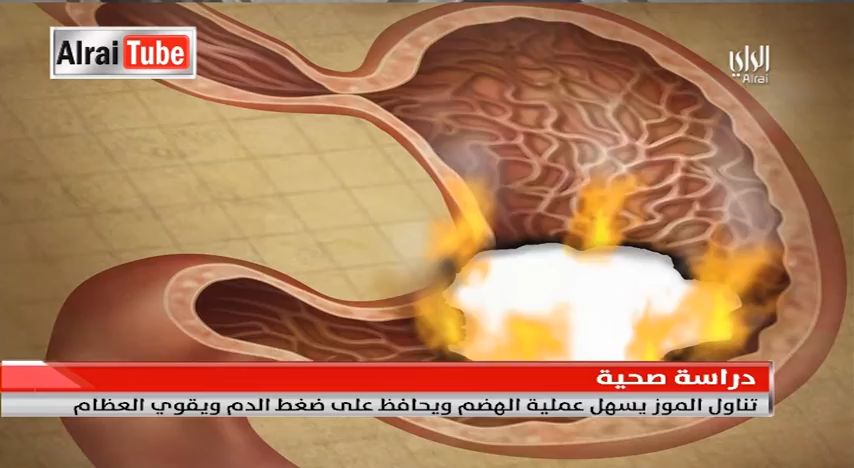 Alrai Tube
الراي
Alrai
دراسة صحية
تناول الموز يسهل عملية الهضم ويحافظ على ضغط الدم ويقوي العظام